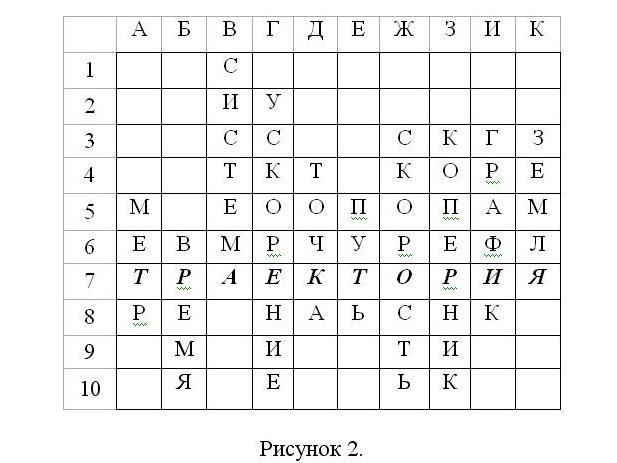 А Б В Г Д Е Ж З И К
1 С
2 И У
3 С С С К Г З
4 Т К Т К О Р Е
5 М Е О О П О П А М
6 Е В М Р Ч У Р Е Ф Л
7 Т Р А Е К Т О Р И Я
8 Р Е Н А Ь С Н К
9 М И Т И
10 Я Е Ь К
Рисунок 2.